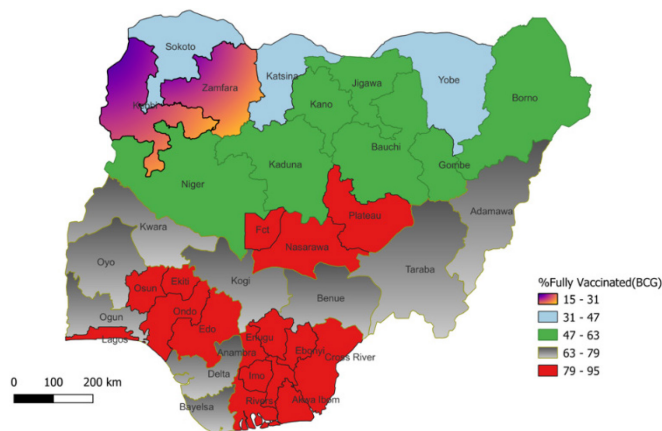 Sokoto
Katsina
Yobe
Jigawa
Zamfara
Kebbi
Kano
Borno
Bauchi
Kaduna
Gombe
Niger
Plateau
Adamawa
Fct
Kwara
Nasarawa
Taraba
Oyo
Kogi
Ekiti
Osun
Benue
Ondo
Ogun
Edo
Lagos
Enugu
Anambra
Ebonyi
Cross River
Delta
Imo
Bayelsa
Rivers
Akwa Ibom
%Fully Vaccinated(BCG)
15 - 31
31 - 47
47 - 63
63 - 79
79 - 95
0 100 200 km